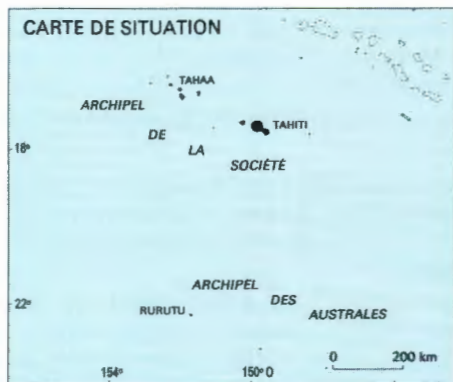 CARTE DE SITUATION
TAHAA
ARCHIPEL
DE
LA
SOCIÉTÉ
TAHITI
18°
ARCHIPEL
DES
AUSTRALES
22°
RURUTU
0 200 km
154° 150° O